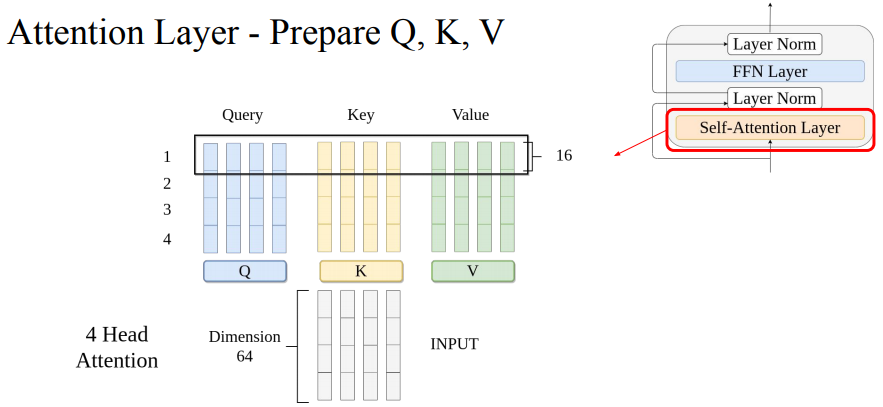 Attention Layer - Prepare Q, K, V
Layer Norm
FFN Layer
Layer Norm
Self-Attention Layer
Query
Key
Value
1
16
2
3
4
Q
K
V
4 Head
Attention
Dimension
64
INPUT